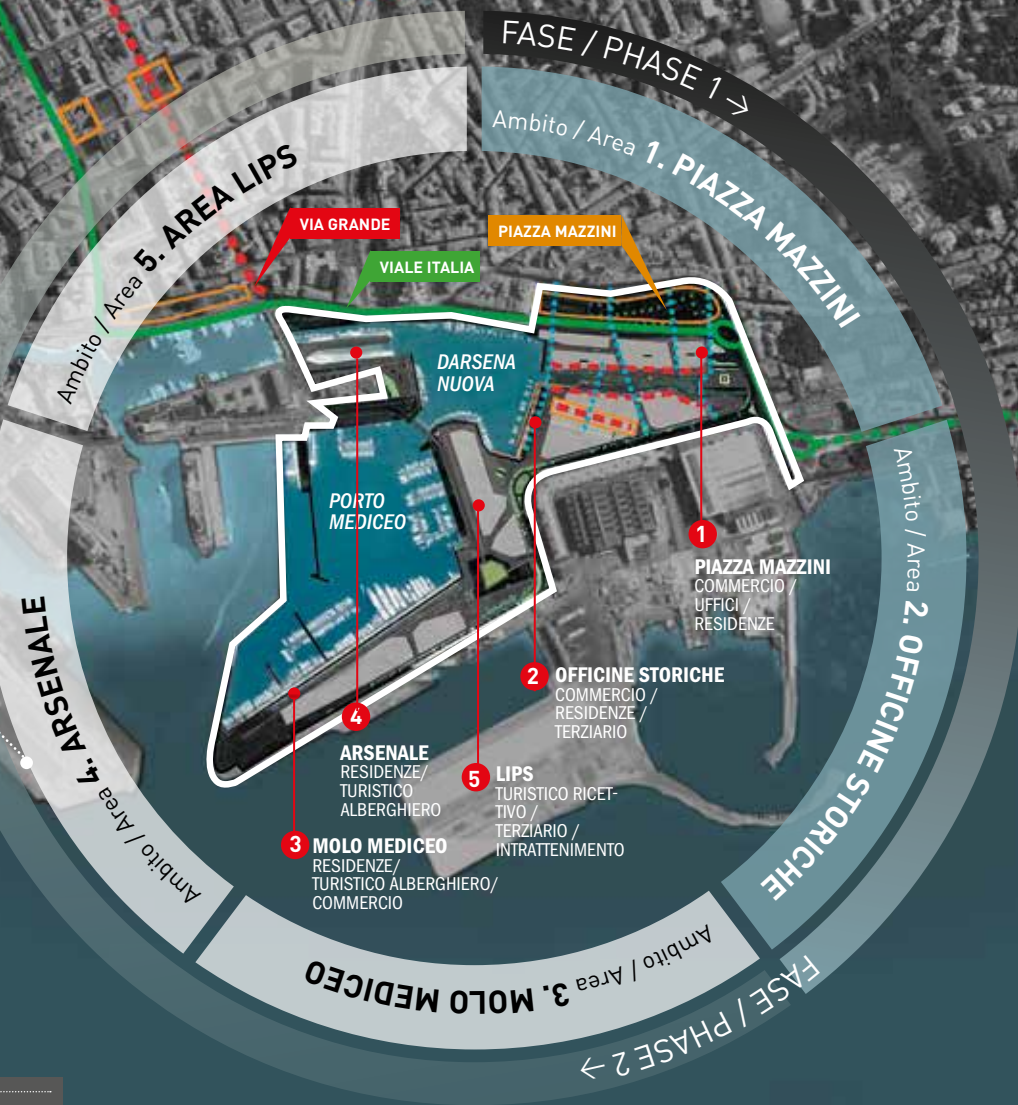 FASE / PHASE 1 →
Ambito / Area 1. PIAZZA MAZZINI
Ambito / Area 5. AREA LIPS
VIA GRANDE
PIAZZA MAZZINI
VIALE ITALIA
DARSENA
NUOVA
PORTO
MEDICEO
Ambito / Area 2. OFFICINE STORICHE
1
PIAZZA MAZZINI
COMMERCIO /
UFFICI /
RESIDENZE
2
OFFICINE STORICHE
COMMERCIO /
RESIDENZE /
TERZIARIO
4
ARSENALE
RESIDENZE/
TURISTICO
ALBERGHIERO
5
LIPS
TURISTICO RICET-
TIVO /
TERZIARIO /
INTRATTENIMENTO
3
MOLO MEDICEO
RESIDENZE/
TURISTICO ALBERGHIERO/
COMMERCIO
Ambito / Area 4. ARSENALE
Ambito / Area 3. MOLO MEDICEO
FASE / PHASE 2 →